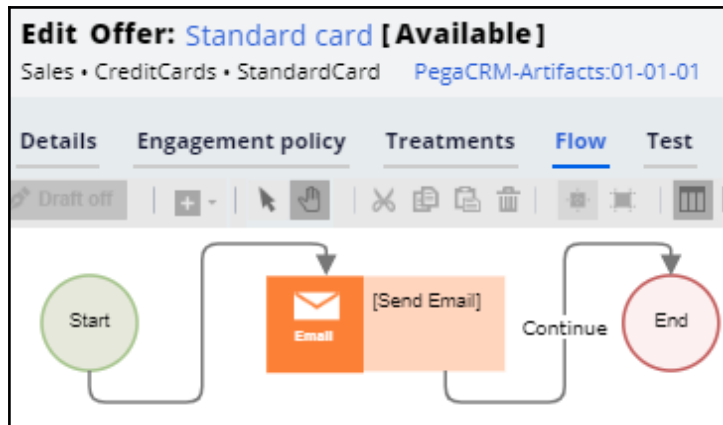 Edit Offer: Standard card [Available]
Sales • CreditCards • StandardCard PegaCRM-Artifacts:01-01-01
Details Engagement policy Treatments Flow Test
Draft off
Start
Email
[Send Email]
Continue
End